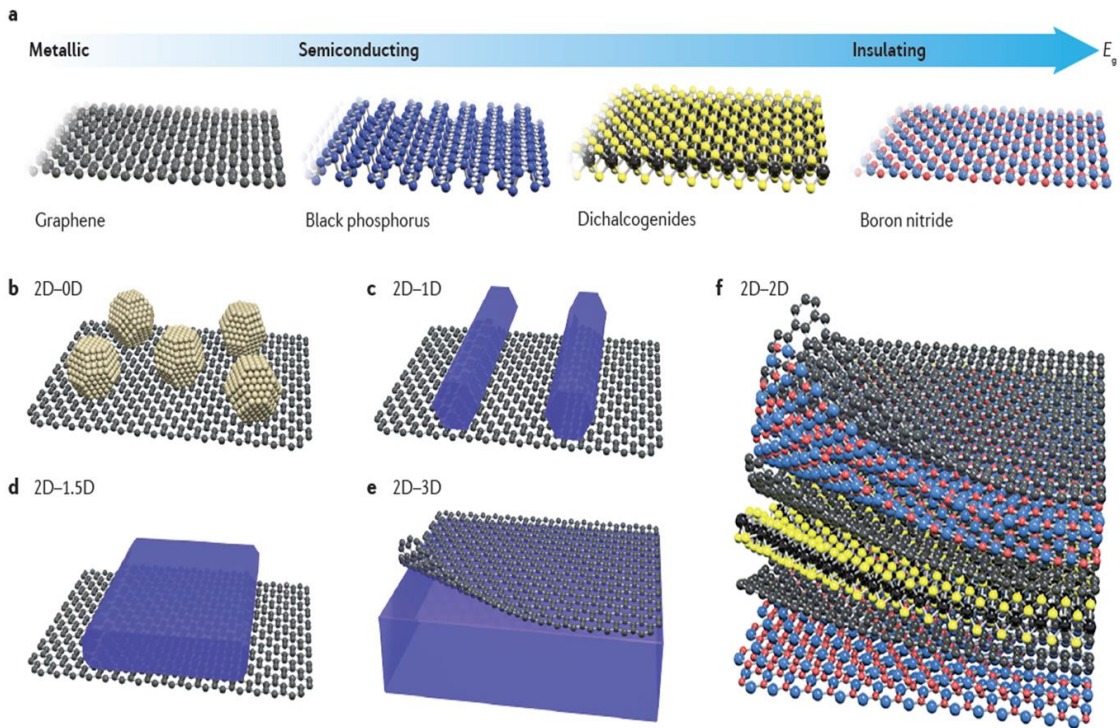 a
Metallic Semiconducting Insulating E_g
Graphene Black phosphorus Dichalcogenides Boron nitride
b 2D–0D c 2D–1D f 2D–2D
d 2D–1.5D e 2D–3D